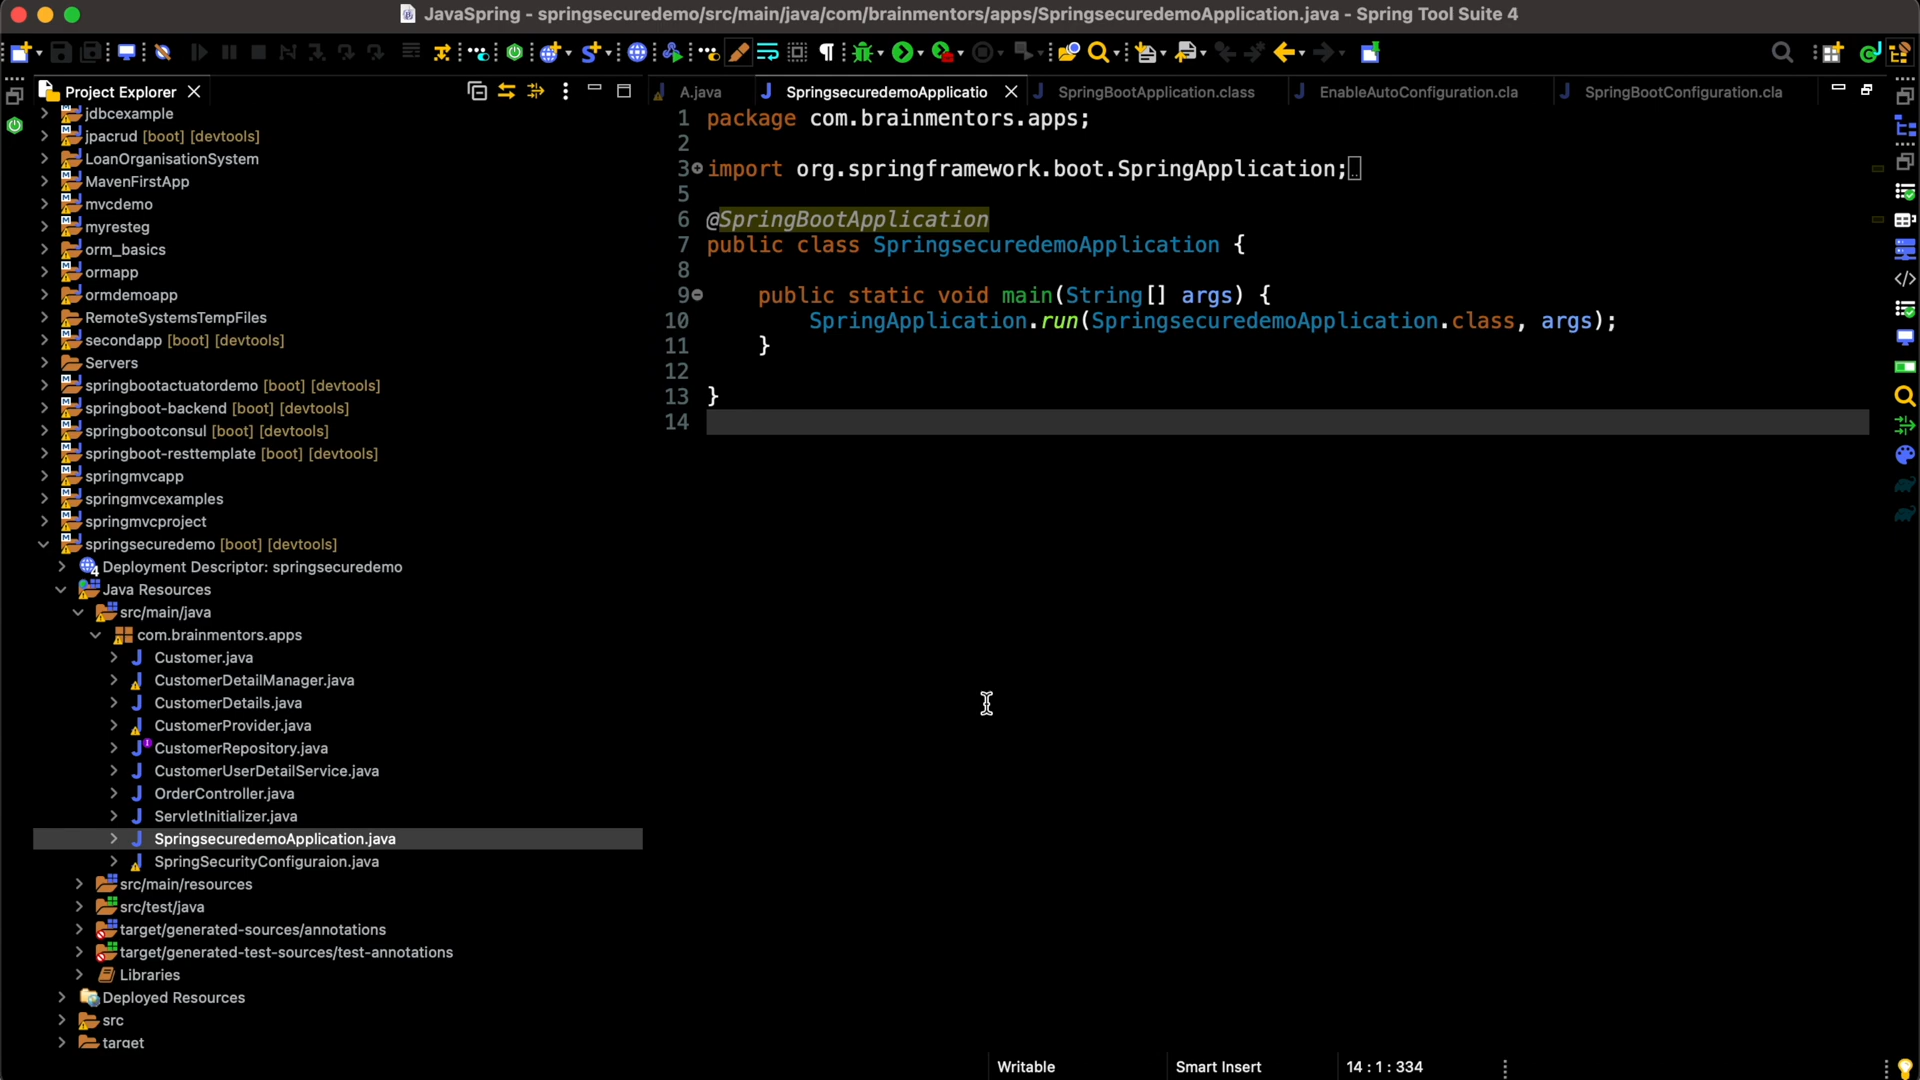 JavaSpring - springsecuredemo/src/main/java/com/brainmentors/apps/SpringsecuredemoApplication.java - Spring Tool Suite 4
Project Explorer
jdbcexample
jpacrud [boot] [devtools]
LoanOrganisationSystem
MavenFirstApp
mvcdemo
myresteg
orm_basics
ormapp
ormdemoapp
RemoteSystemsTempFiles
secondapp [boot] [devtools]
Servers
springbootactuatordemo [boot] [devtools]
springboot-backend [boot] [devtools]
springbootconsul [boot] [devtools]
springboot-resttemplate [boot] [devtools]
springmvcapp
springmvcexamples
springmvcproject
springsecuredemo [boot] [devtools]
Deployment Descriptor: springsecuredemo
Java Resources
src/main/java
com.brainmentors.apps
Customer.java
CustomerDetailManager.java
CustomerDetails.java
CustomerProvider.java
CustomerRepository.java
CustomerUserDetailService.java
OrderController.java
ServletInitializer.java
SpringsecuredemoApplication.java
SpringSecurityConfiguraion.java
src/main/resources
src/test/java
target/generated-sources/annotations
target/generated-test-sources/test-annotations
Libraries
Deployed Resources
src
target
A.java SpringsecuredemoApplicatio SpringBootApplication.class EnableAutoConfiguration.cla SpringBootConfiguration.cla
1 package com.brainmentors.apps;
2
3 import org.springframework.boot.SpringApplication;
5
6 @SpringBootApplication
7 public class SpringsecuredemoApplication {
8
9 public static void main(String[] args) {
10 SpringApplication.run(SpringsecuredemoApplication.class, args);
11 }
12
13 }
14
Writable Smart Insert 14 : 1 : 334